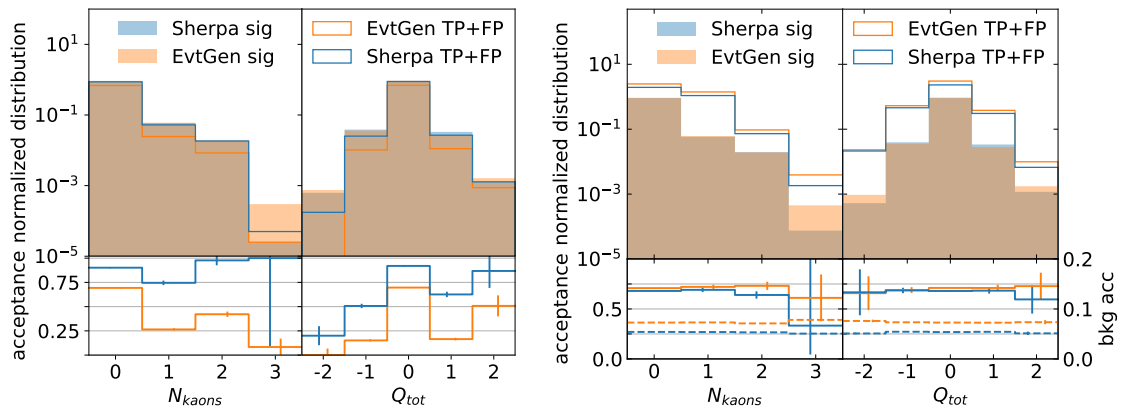 acceptance normalized distribution
Sherpa sig
EvtGen sig
EvtGen TP+FP
Sherpa TP+FP
10^1
10^-1
10^-3
10^-5
0.75
0.25
0 1 2 3
N_kaons
-2 -1 0 1 2
Q_tot
acceptance normalized distribution
Sherpa sig
EvtGen sig
EvtGen TP+FP
Sherpa TP+FP
10^1
10^-1
10^-3
10^-5
0.5
0.0
0 1 2 3
N_kaons
-2 -1 0 1 2
Q_tot
0.2
0.1
0.0
bkg acc